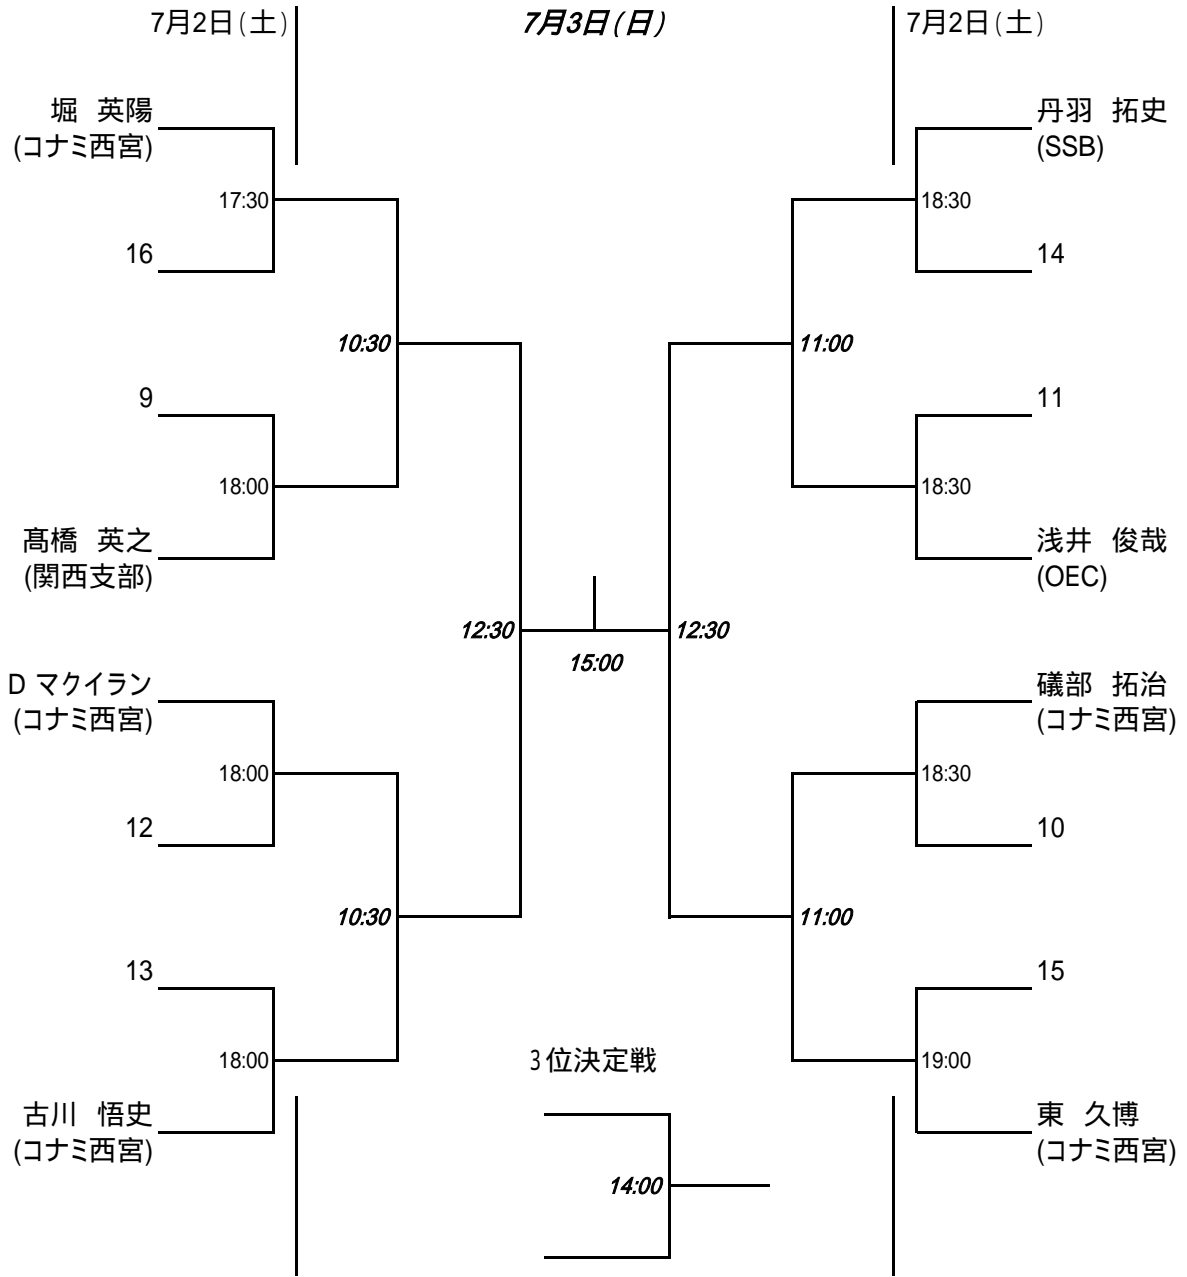 7月2日(土)
7月3日(日)
7月2日(土)
堀 英陽
(コナミ西宮)
17:30
16
10:30
9
18:00
髙橋 英之
(関西支部)
12:30
D マクイラン
(コナミ西宮)
18:00
12
10:30
13
18:00
古川 悟史
(コナミ西宮)
15:00
丹羽 拓史
(SSB)
18:30
14
11:00
11
18:30
浅井 俊哉
(OEC)
12:30
礒部 拓治
(コナミ西宮)
18:30
10
11:00
15
19:00
東 久博
(コナミ西宮)
3位決定戦
14:00